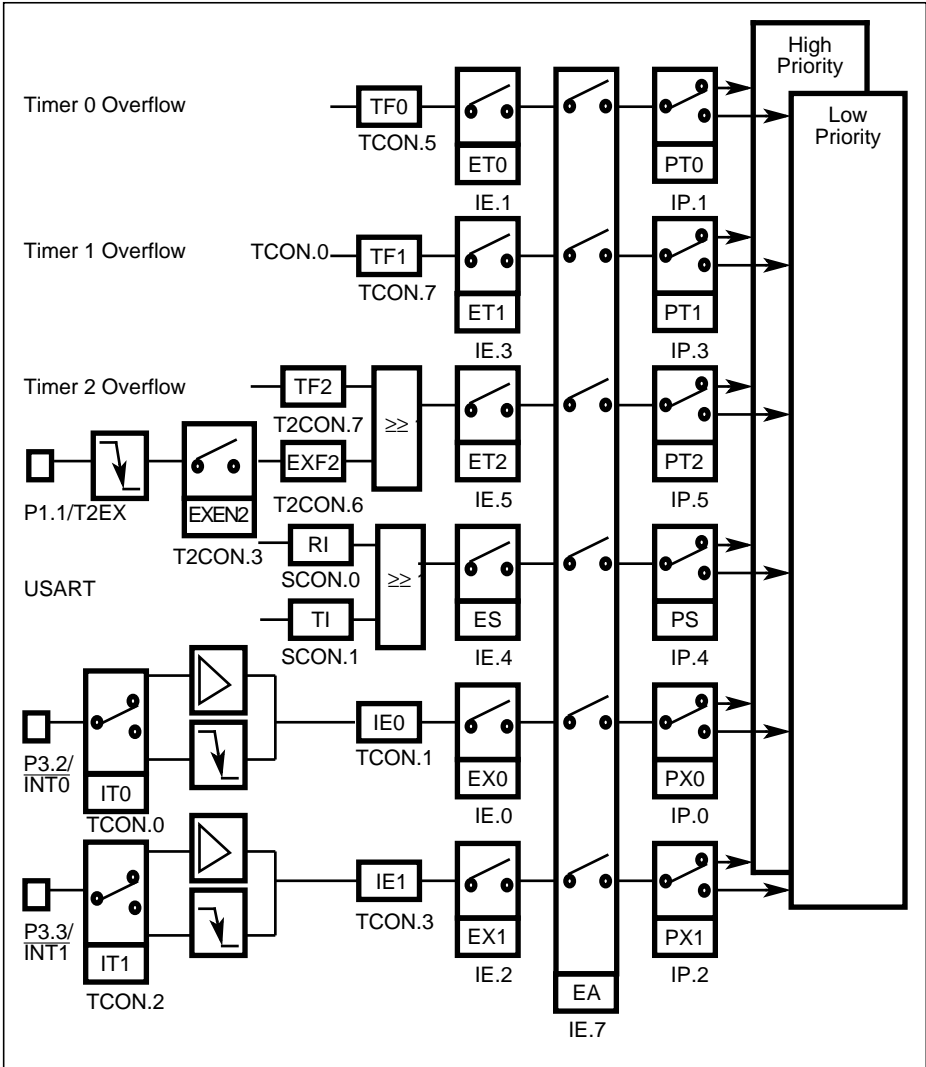 High
Priority
Low
Priority
Timer 0 Overflow
TF0
TCON.5
ET0
IE.1
PT0
IP.1
Timer 1 Overflow
TCON.0
TF1
TCON.7
ET1
IE.3
PT1
IP.3
Timer 2 Overflow
TF2
T2CON.7
≥≥
EXF2
T2CON.6
ET2
IE.5
PT2
IP.5
P1.1/T2EX
EXEN2
T2CON.3
USART
RI
SCON.0
≥≥
TI
SCON.1
ES
IE.4
PS
IP.4
P3.2/
INT0
IT0
TCON.0
IE0
TCON.1
EX0
IE.0
PX0
IP.0
P3.3/
INT1
IT1
TCON.2
IE1
TCON.3
EX1
IE.2
PX1
IP.2
EA
IE.7